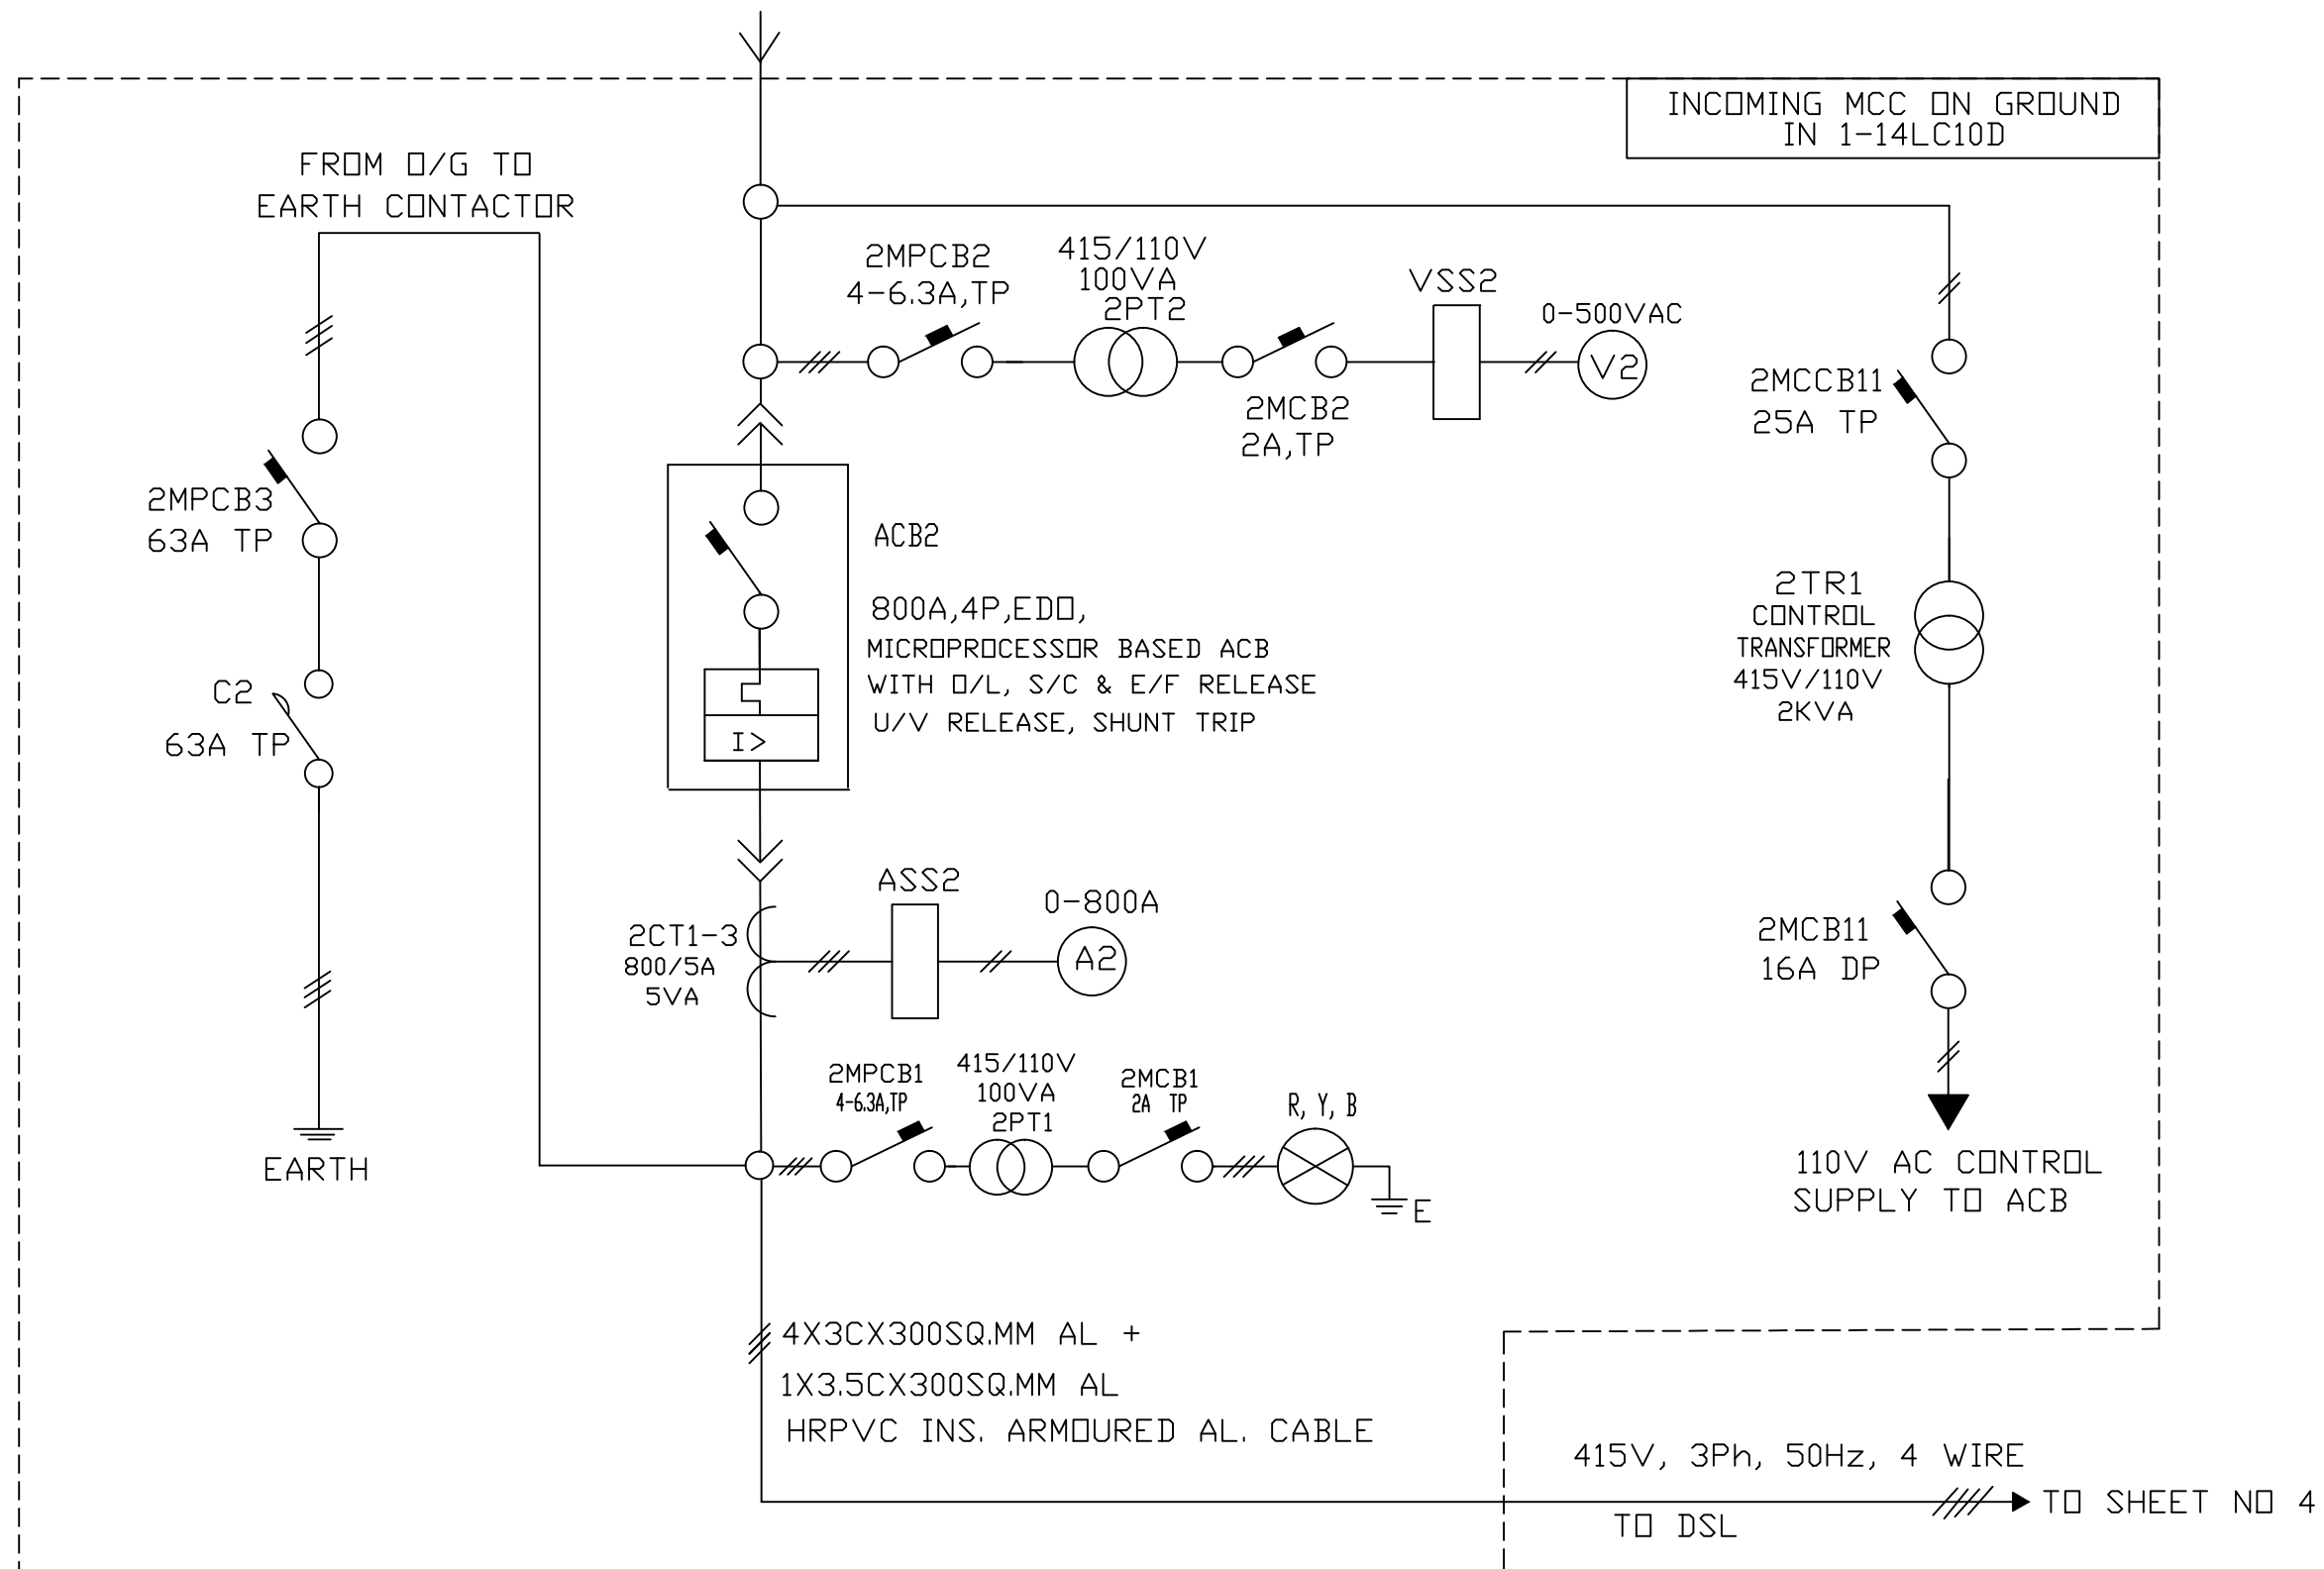 INCOMING MCC ON GROUND
IN 1-14LC10D
FROM O/G TO
EARTH CONTACTOR
2MPCB2
4-6.3A,TP
415/110V
100VA
2PT2
VSS2
0-500VAC
V2
2MCB2
2A,TP
2MCCB11
25A TP
2MPCB3
63A TP
ACB2
800A,4P,EDO,
MICROPROCESSOR BASED ACB
WITH O/L, S/C & E/F RELEASE
U/V RELEASE, SHUNT TRIP
I>
2TR1
CONTROL
TRANSFORMER
415V/110V
2KVA
C2
63A TP
ASS2
0-800A
A2
2CT1-3
800/5A
5VA
2MCB11
16A DP
2MPCB1
4-6.3A,TP
415/110V
100VA
2PT1
2MCB1
2A TP
R, Y, B
E
EARTH
110V AC CONTROL
SUPPLY TO ACB
4X3CX300SQ.MM AL +
1X3.5CX300SQ.MM AL
HRPVC INS. ARMOURED AL. CABLE
415V, 3Ph, 50Hz, 4 WIRE
TO SHEET NO 4
TO DSL